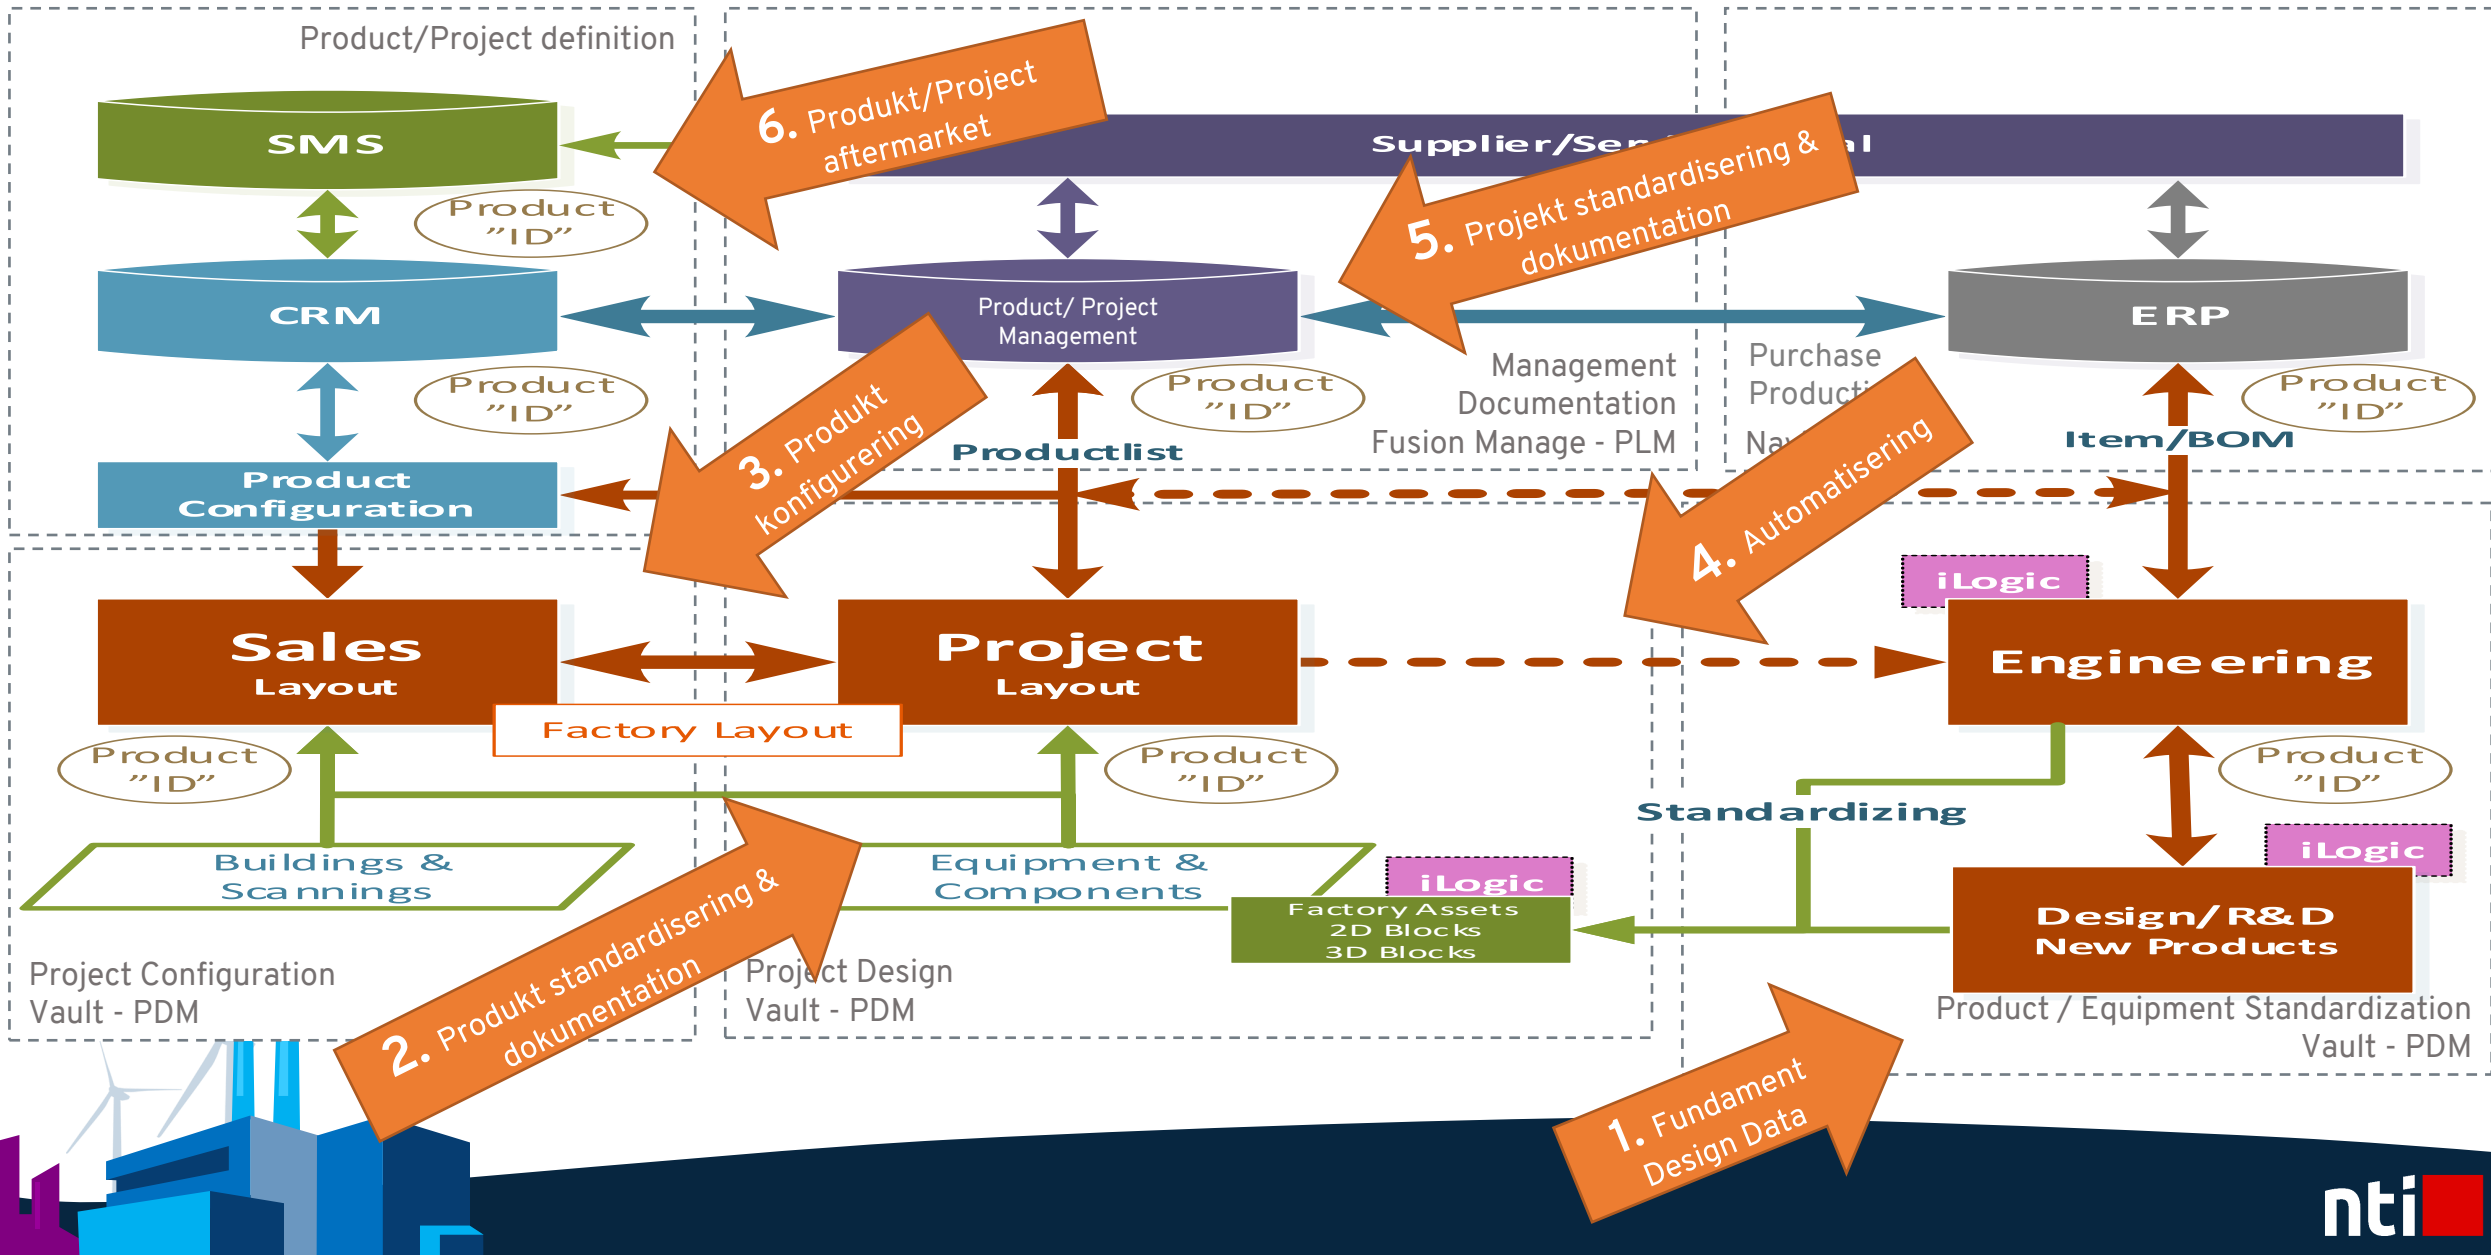 Product/Project definition
SMS
Product
”ID”
CRM
Product
”ID”
Product
Configuration
6. Produkt/Project
aftermarket
Product/ Project
Management
Product
”ID”
Productlist
Management
Documentation
Fusion Manage - PLM
5. Projekt standardisering &
dokumentation
Purchase
ERP
Product
”ID”
Item/BOM
3. Produkt
konfigurering
4. Automatisering
Sales
Layout
Project
Layout
Factory Layout
iLogic
Engineering
Product
”ID”
Product
”ID”
Product
”ID”
Standardizing
Buildings &
Scannings
Equipment &
Components
iLogic
Factory Assets
2D Blocks
3D Blocks
iLogic
Design/R&D
New Products
Project Configuration
Vault - PDM
2. Produkt standardisering &
dokumentation
Project Design
Vault - PDM
Product / Equipment Standardization
Vault - PDM
1. Fundament
Design Data
nti